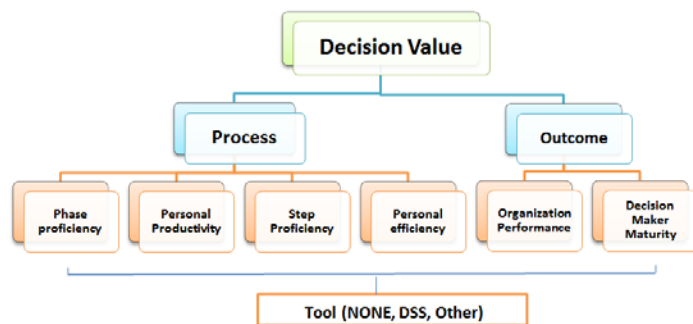 Decision Value
Process
Outcome
Phase
proficiency
Personal
Productivity
Step
Proficiency
Personal
efficiency
Organization
Performance
Decision
Maker
Maturity
Tool (NONE, DSS, Other)